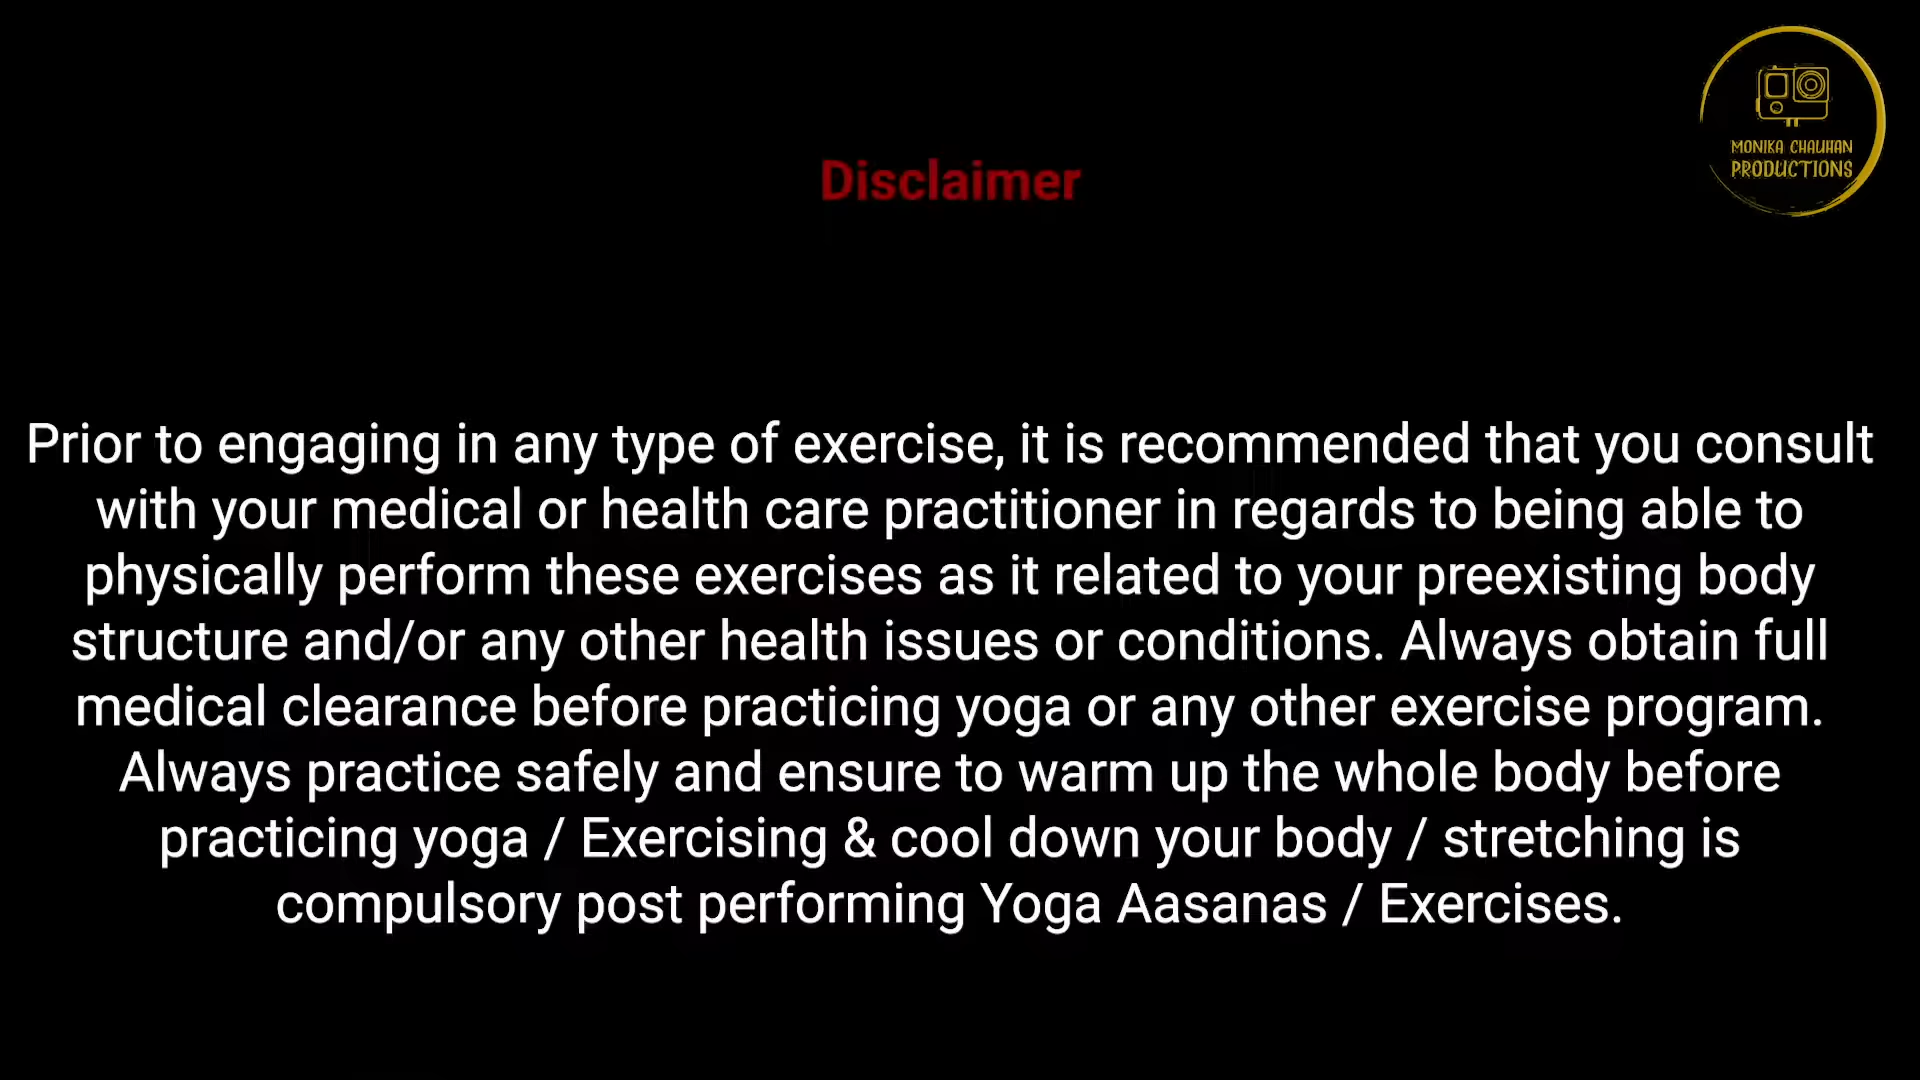 MONIKA CHAUHAN
PRODUCTIONS
Disclaimer
Prior to engaging in any type of exercise, it is recommended that you consult
with your medical or health care practitioner in regards to being able to
physically perform these exercises as it related to your preexisting body
structure and/or any other health issues or conditions. Always obtain full
medical clearance before practicing yoga or any other exercise program.
Always practice safely and ensure to warm up the whole body before
practicing yoga / Exercising & cool down your body / stretching is
compulsory post performing Yoga Aasanas / Exercises.